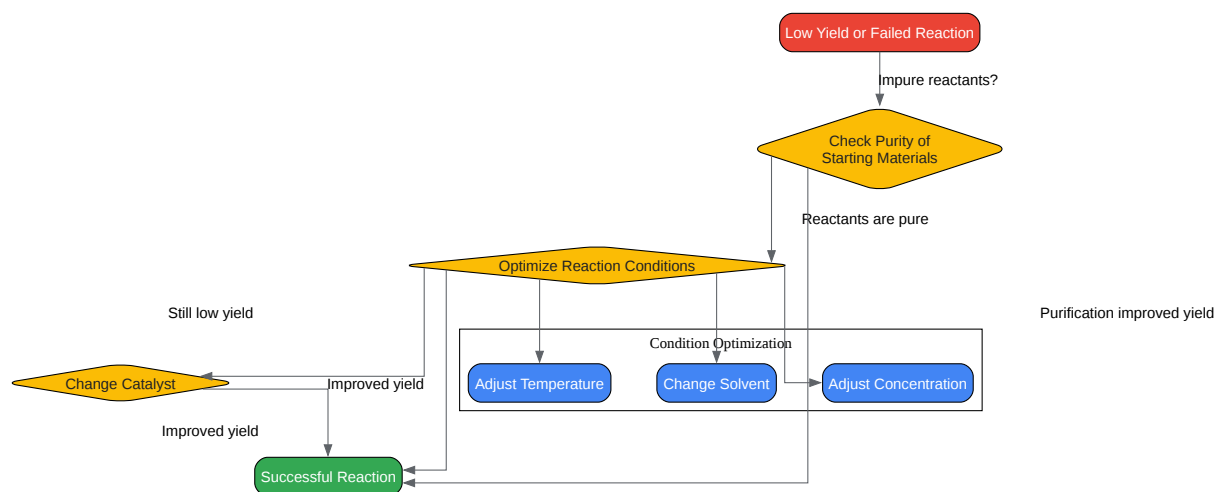 Low Yield or Failed Reaction
Impure reactants?
Check Purity of
Starting Materials
Reactants are pure
Optimize Reaction Conditions
Still low yield
Purification improved yield
Condition Optimization
Change Catalyst
Improved yield
Adjust Temperature
Change Solvent
Adjust Concentration
Improved yield
Successful Reaction